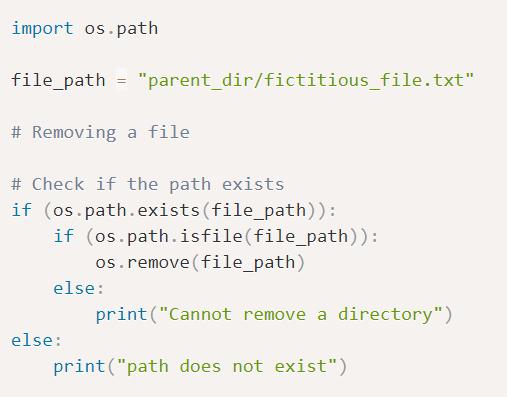 import os.path
file_path = "parent_dir/fictitious_file.txt"
# Removing a file
# Check if the path exists
if (os.path.exists(file_path)):
    if (os.path.isfile(file_path)):
        os.remove(file_path)
    else:
        print("Cannot remove a directory")
else:
    print("path does not exist")